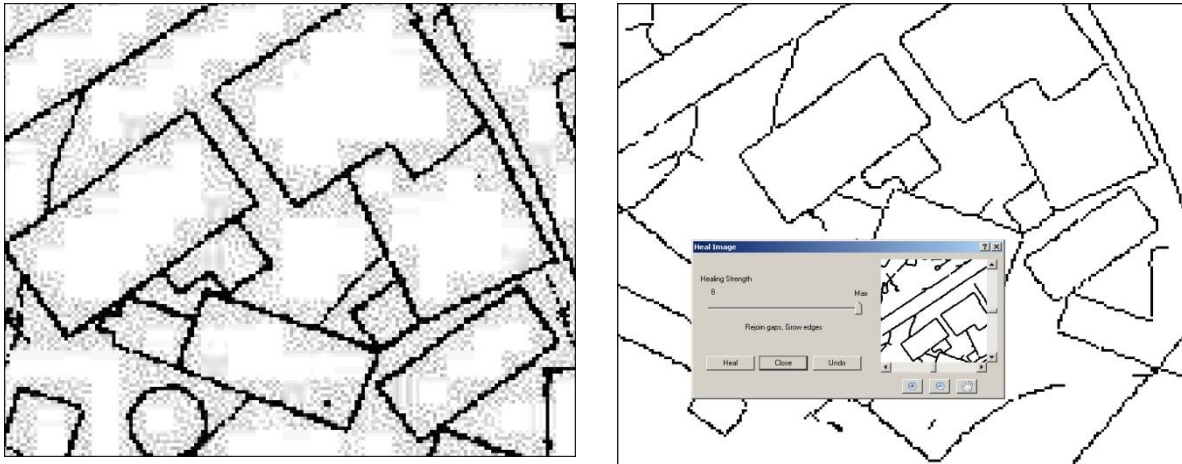 Heal Image
Healing Strength
8
Max
Rejoin gaps, Grow edges
Heal
Close
Undo